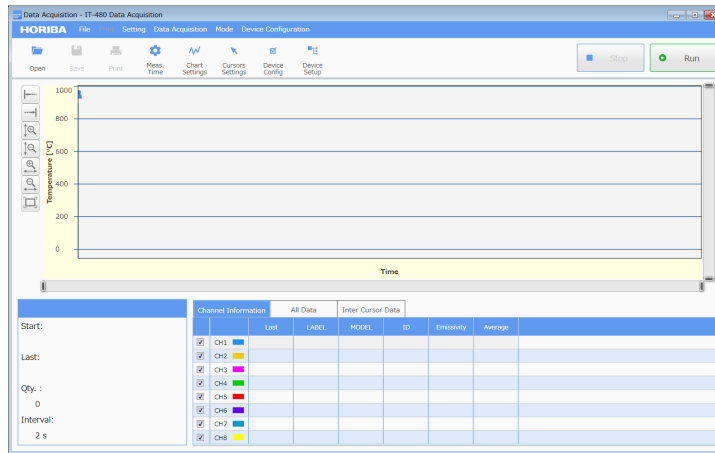 Data Acquisition - IT-480 Data Acquisition
HORIBA File Edit Setting Data Acquisition Mode Device Configuration
Open Save Print Meas. Time Chart Settings Cursors Settings Device Config Device Setup Stop Run
1000
800
600
400
200
0
Temperature [°C]
Time
Channel Information All Data Inter Cursor Data
Last LABEL MODEL ID Emissivity Average
Start:
CH1
Last:
CH2
CH3
Qty. :
CH4
0
CH5
Interval:
CH6
2 s
CH7
CH8